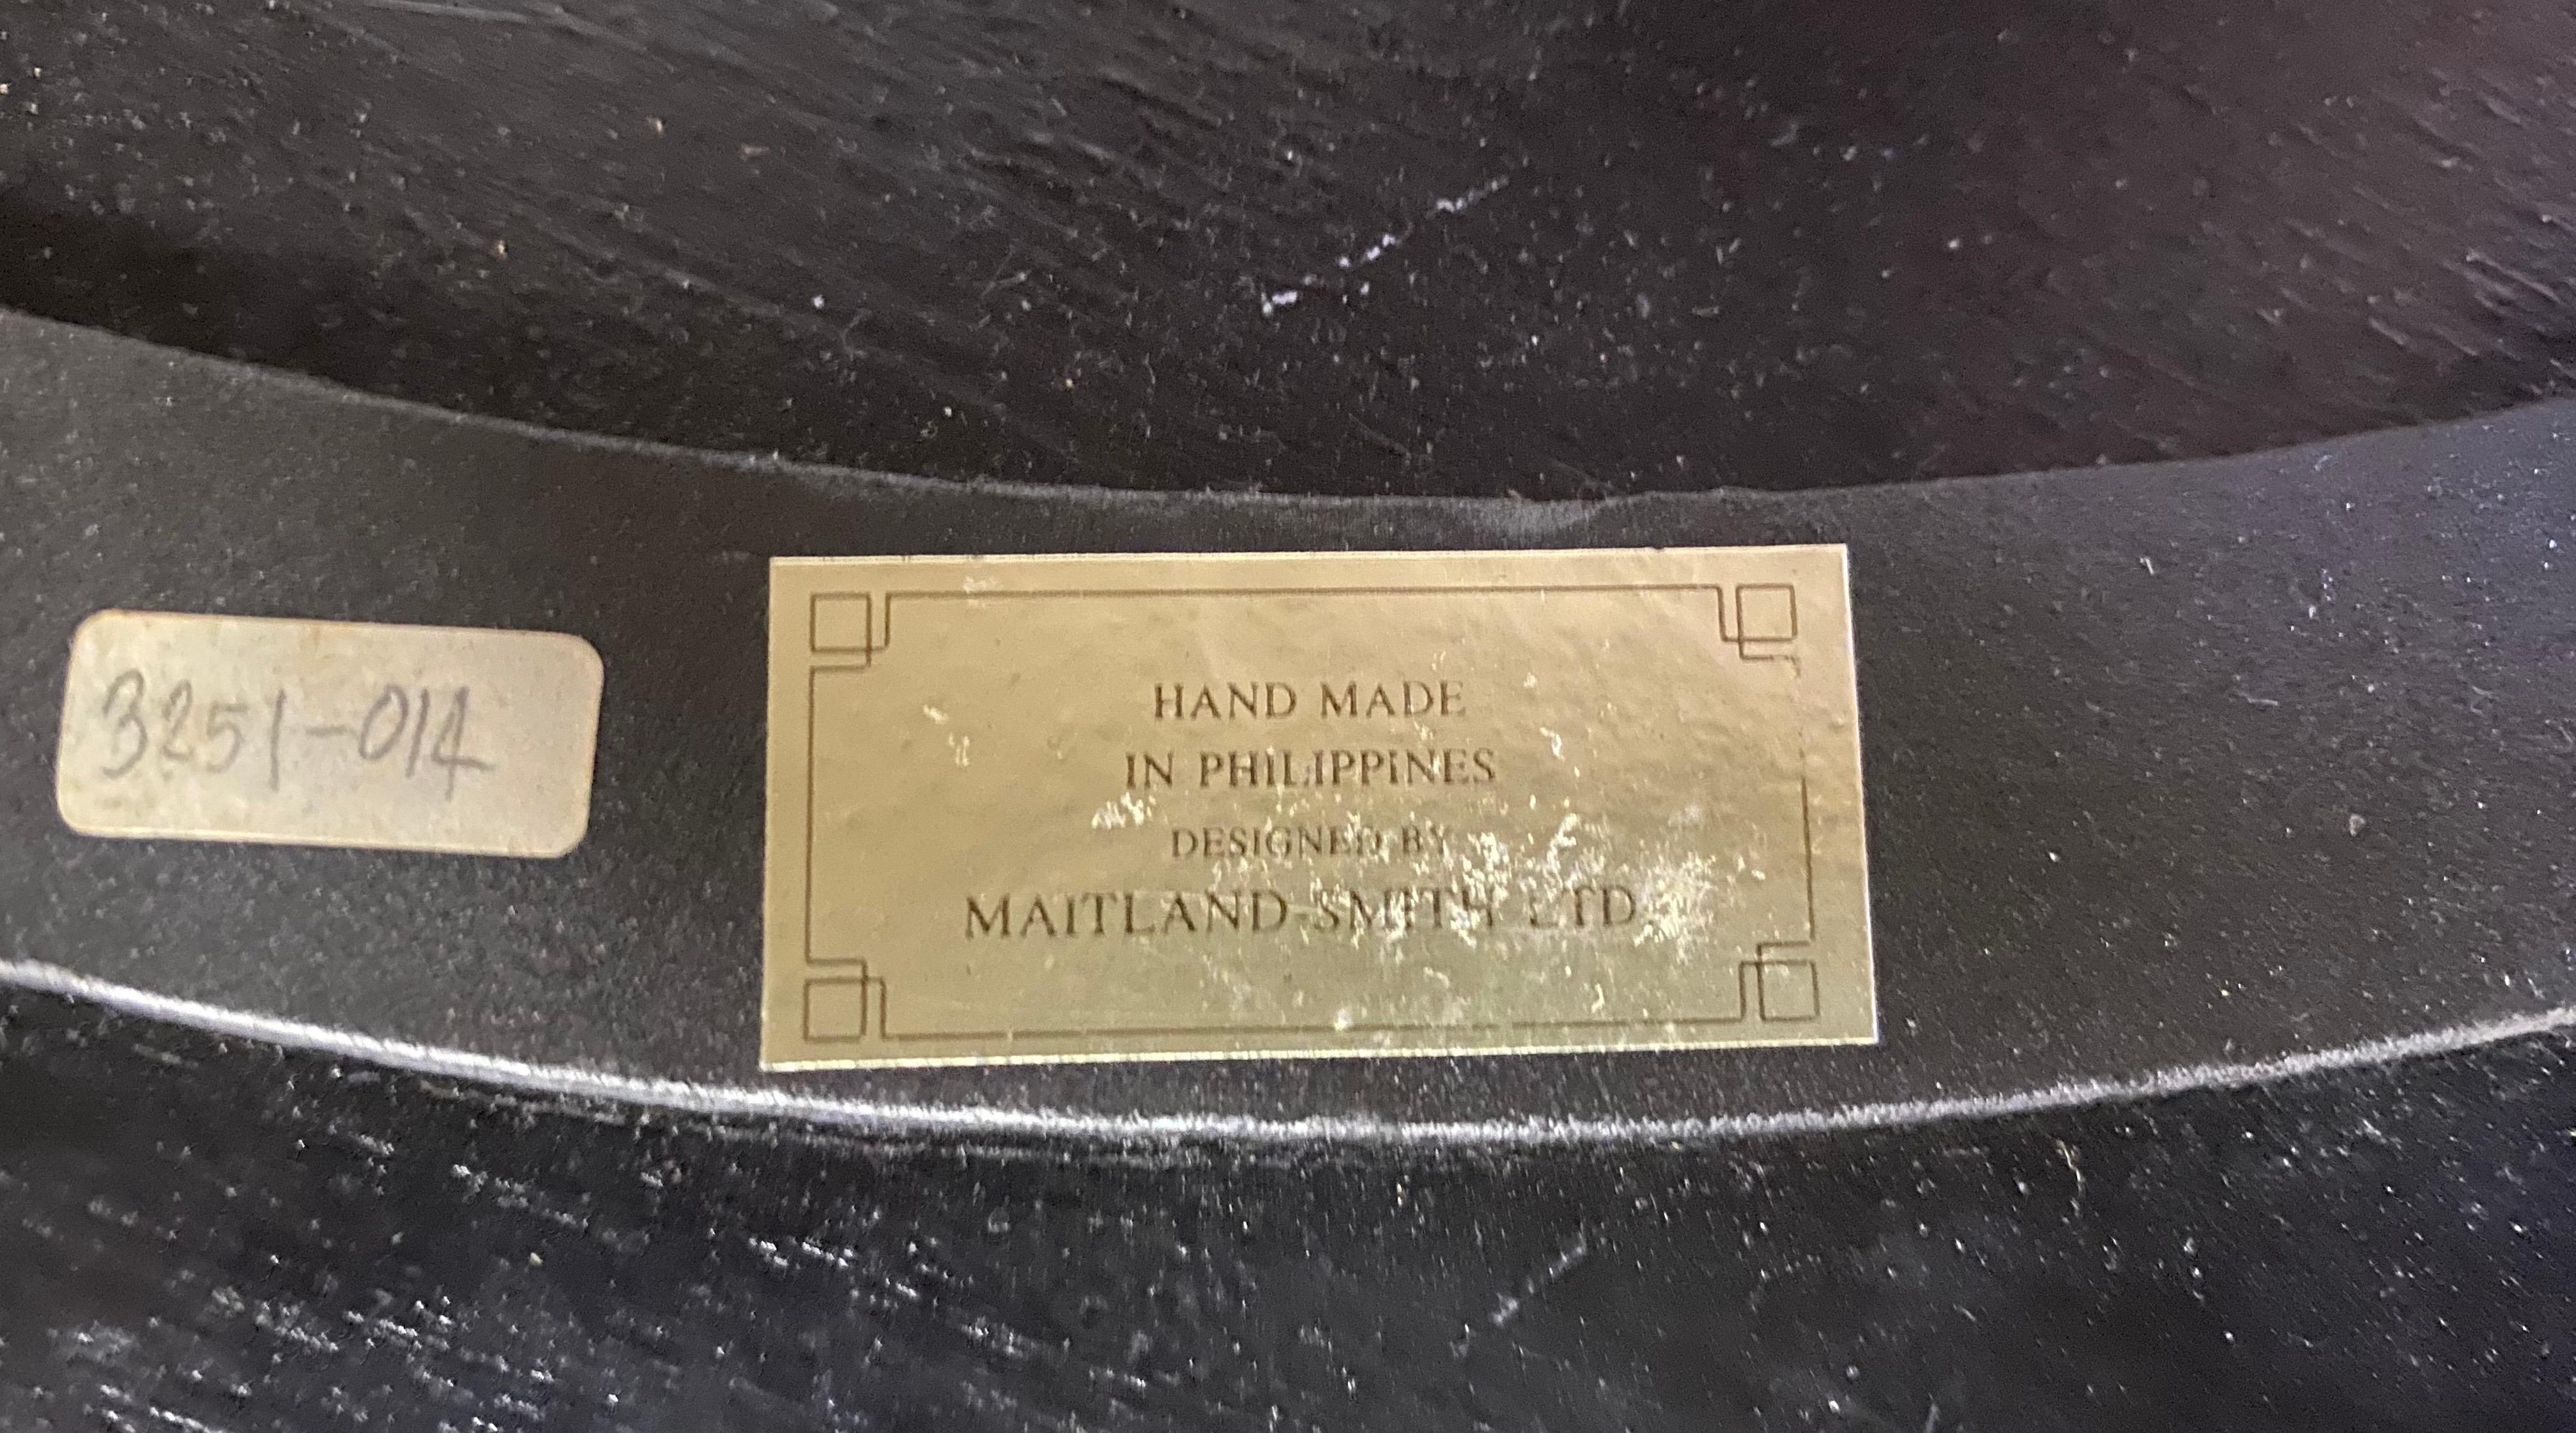 3251-014
HAND MADE
IN PHILIPPINES
DESIGNED BY
MAITLAND-SMITH LTD.